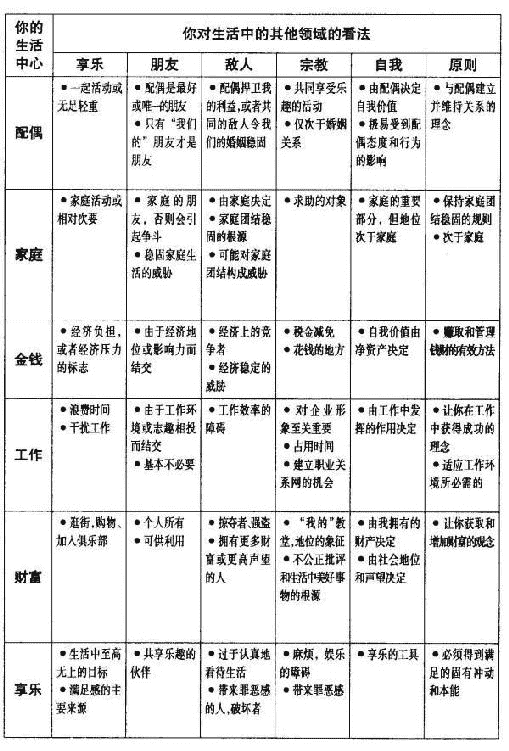 你的
生活
中心
你对生活中的其他领域的看法
享乐
朋友
敌人
宗教
自我
原则
配偶
● 一定活动或
无足轻重
● 配偶是最好
或唯一的朋友
● 只有“我们
的”朋友才是
朋友
● 配偶捍卫我
的利益,或者共
同的敌人令我
们的婚姻稳固
● 共同享受乐
趣的活动
● 仅次于婚姻
关系
● 由配偶决定
自我价值
● 极易受到配
偶态度和行为
的影响
● 与配偶建立
并维持关系的
理念
家庭
● 家庭活动或
相对次要
● 家庭的朋
友，否则会引
起争斗
● 稳固家庭生
活的威胁
● 由家庭决定
● 家庭团结稳
固的根源
● 可能对家庭
团结构成威胁
● 求助的对象
● 家庭的重要
部分，但地位
次于家庭
● 保持家庭团
结稳固的规则
● 次于家庭
金钱
● 经济负担，
或者经济压力
的标志
● 由于经济地
位或影响力而
结交
● 经济上的竞
争者
● 经济稳定的
威胁
● 税金减免
● 花钱的地方
● 自我价值由
净资产决定
● 赚取和管理
钱财的有效方法
工作
● 浪费时间
● 干扰工作
● 由于工作环
境或志趣相投
而结交
● 基本不必要
● 工作效率的
障碍
● 对企业形
象至关重要
● 占用时间
● 建立职业关
系网的机会
● 由工作中发
挥的作用决定
● 让你在工作
中获得成功的
理念
● 适应工作环
境所必需的
财富
● 逛街,购物、
加入俱乐部
● 个人所有
● 可供利用
● 掠夺者、强盗
● 拥有更多财
富或更高声望
的人
● “我的”教
堂,地位的象征
● 不公正批评
和生活中美好事
物的根源
● 由我拥有的
财产决定
● 由社会地位
和声望决定
● 让你获取和
增加财富的观念
享乐
● 生活中至高
无上的目标
● 满足感的主
要来源
● 共享乐趣的
伙伴
● 过于认真地
看待生活
● 带来罪恶感
的人,破坏者
● 麻烦，娱乐
的障碍
● 带来罪恶感
● 享乐的工具
● 必须得到满
足的固有冲动
和本能